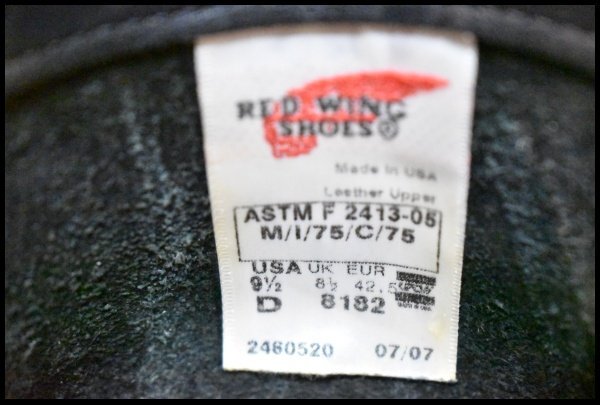 RED WING
SHOES®
Made in USA
Leather Upper
ASTM F 2413-05
M/I/75/C/75
USA UK EUR
9½ 8½ 42.5
D 8182
2460520 07/07